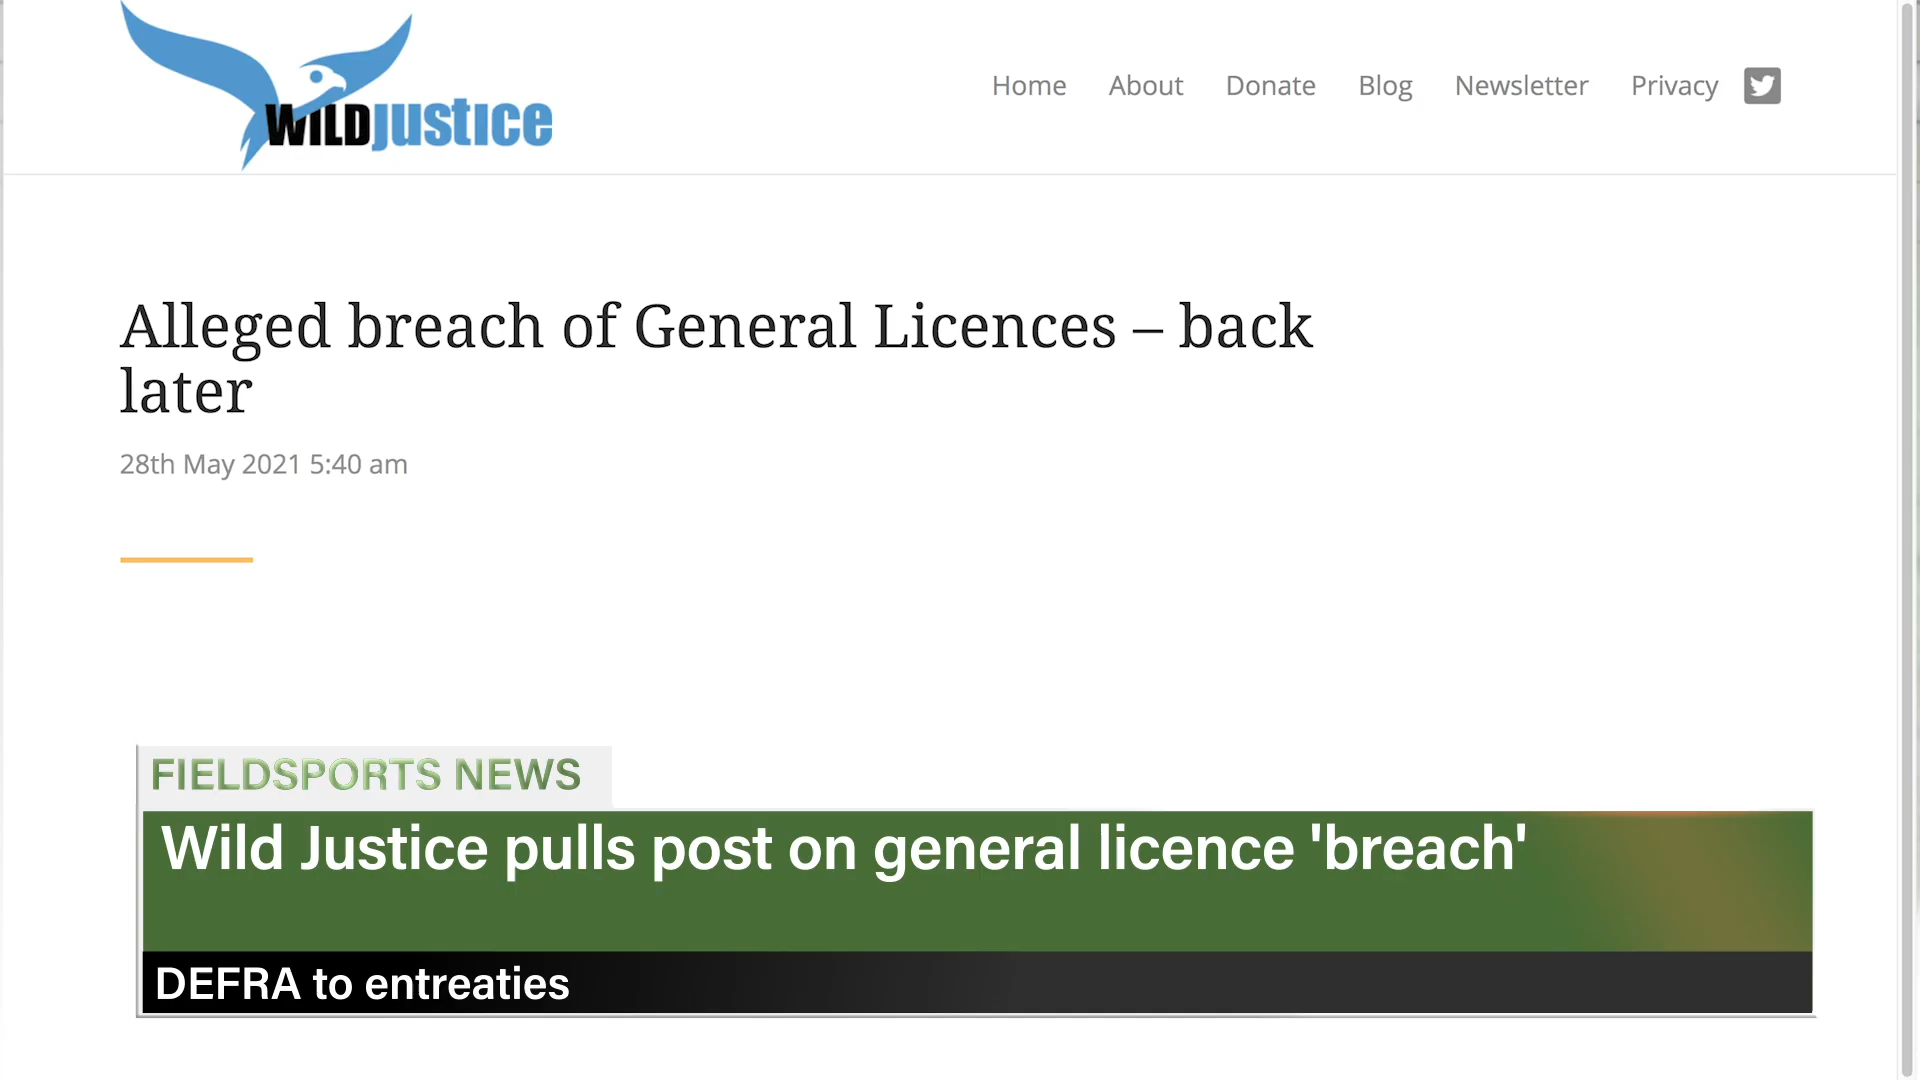 WILDJUSTICE
Home About Donate Blog Newsletter Privacy
Alleged breach of General Licences – back
later
28th May 2021 5:40 am
FIELDSPORTS NEWS
Wild Justice pulls post on general licence 'breach'
DEFRA to entreaties